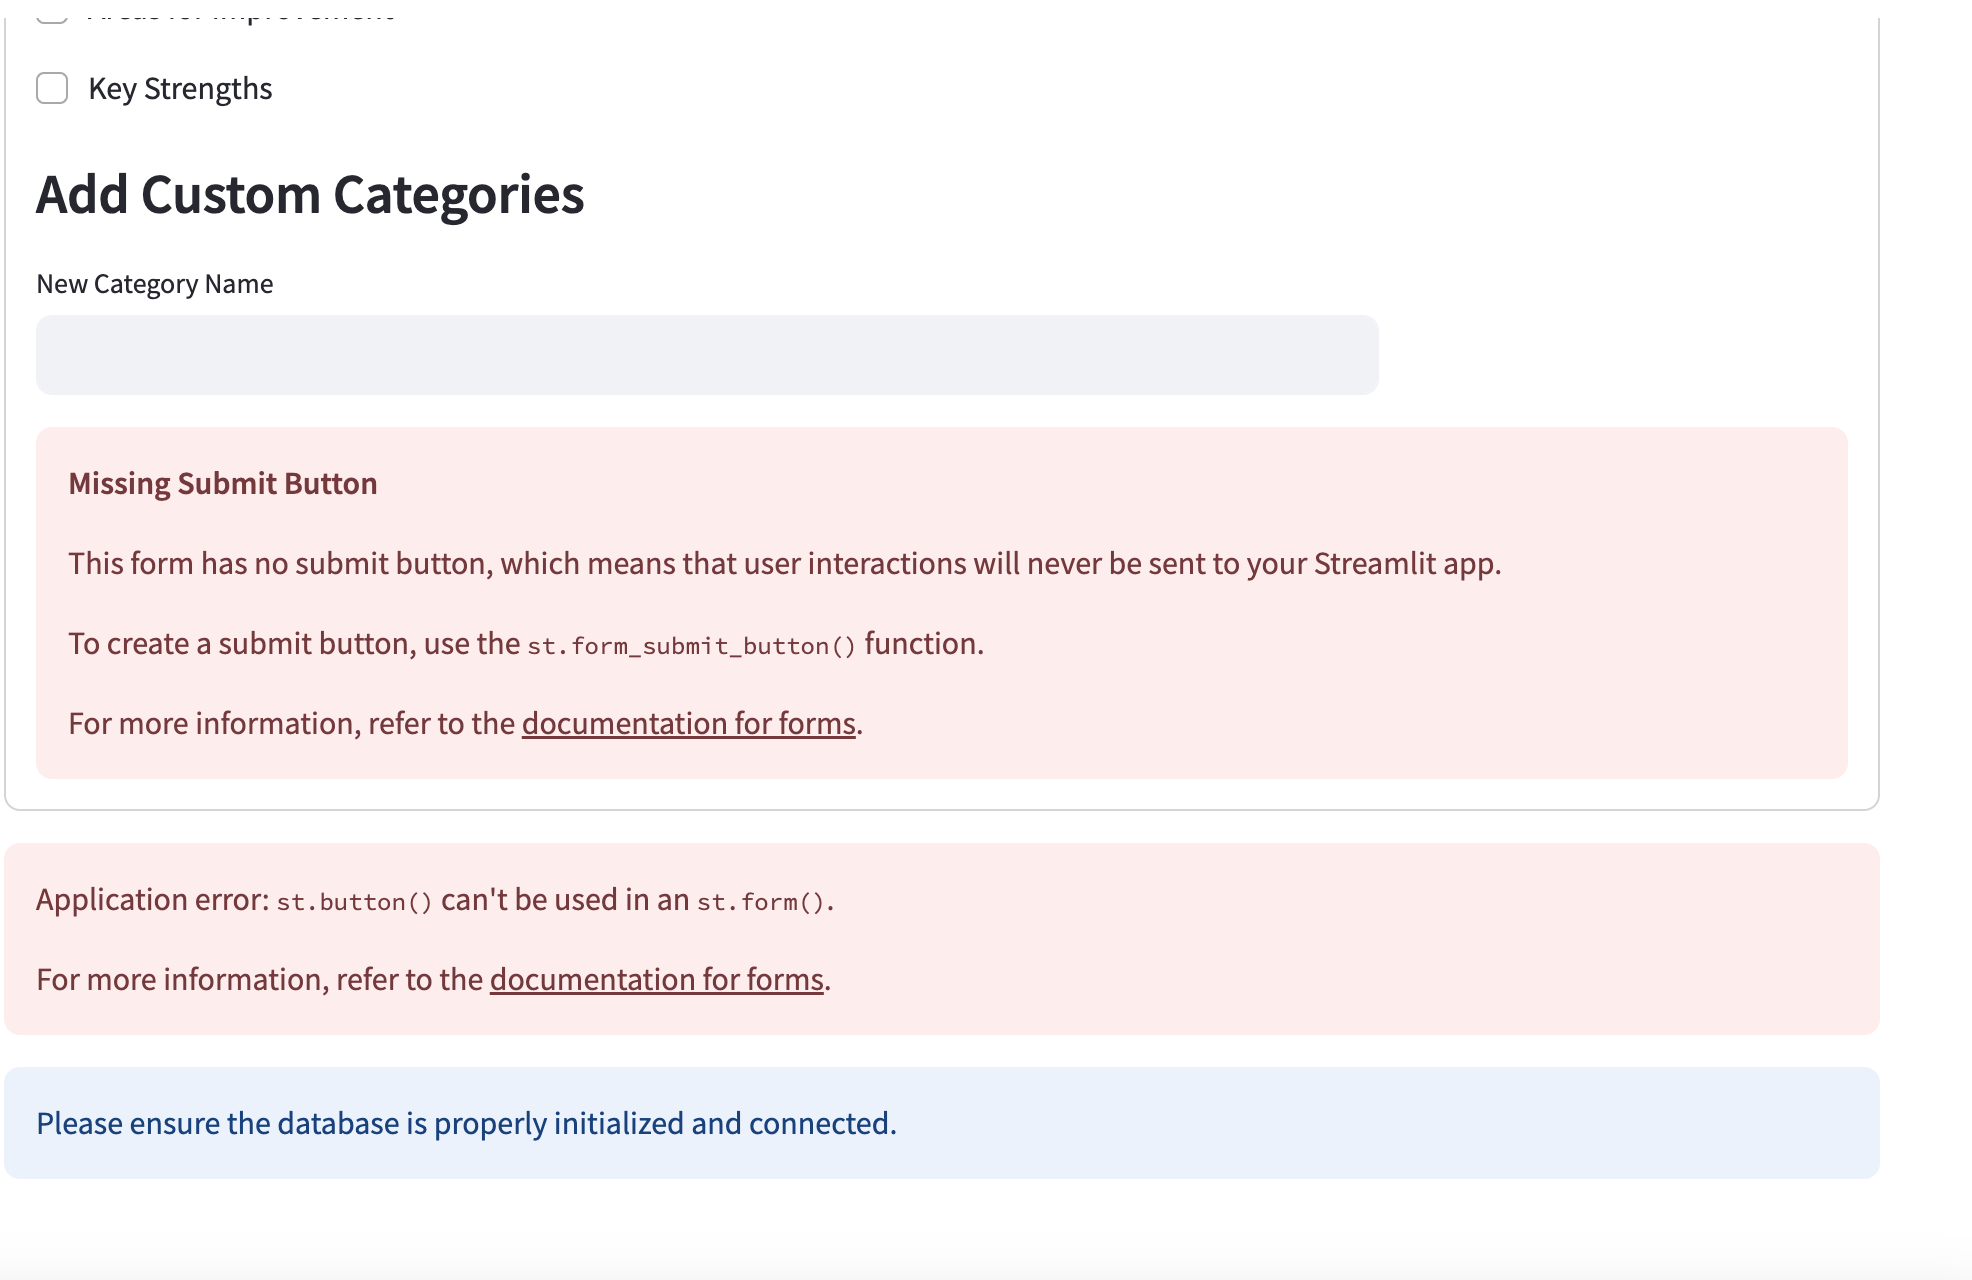 Areas for Improvement
Key Strengths
Add Custom Categories
New Category Name
Missing Submit Button
This form has no submit button, which means that user interactions will never be sent to your Streamlit app.
To create a submit button, use the st.form_submit_button() function.
For more information, refer to the documentation for forms.
Application error: st.button() can't be used in an st.form().
For more information, refer to the documentation for forms.
Please ensure the database is properly initialized and connected.